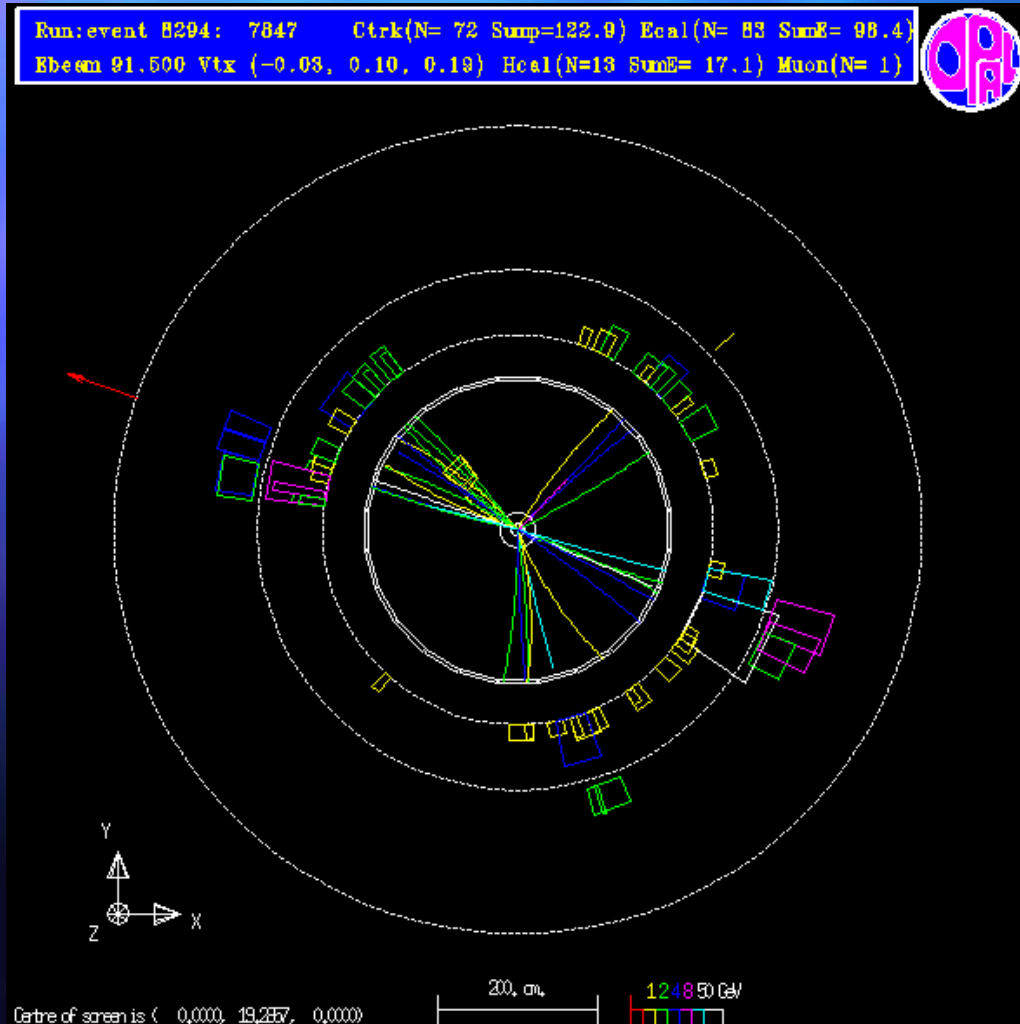 Run:event 8294: 7847 Ctrk(N= 72 Sump=122.9) Ecal(N= 83 SumE= 98.4)
Ebeam 91.500 Vtx (-0.03, 0.10, 0.19) Hcal(N=13 SumE= 17.1) Muon(N= 1)
OPAL
Y
X
Z
200. cm.
1 2 4 8 50 GeV
Centre of screen is ( 0.0000, 19.2857, 0.0000)